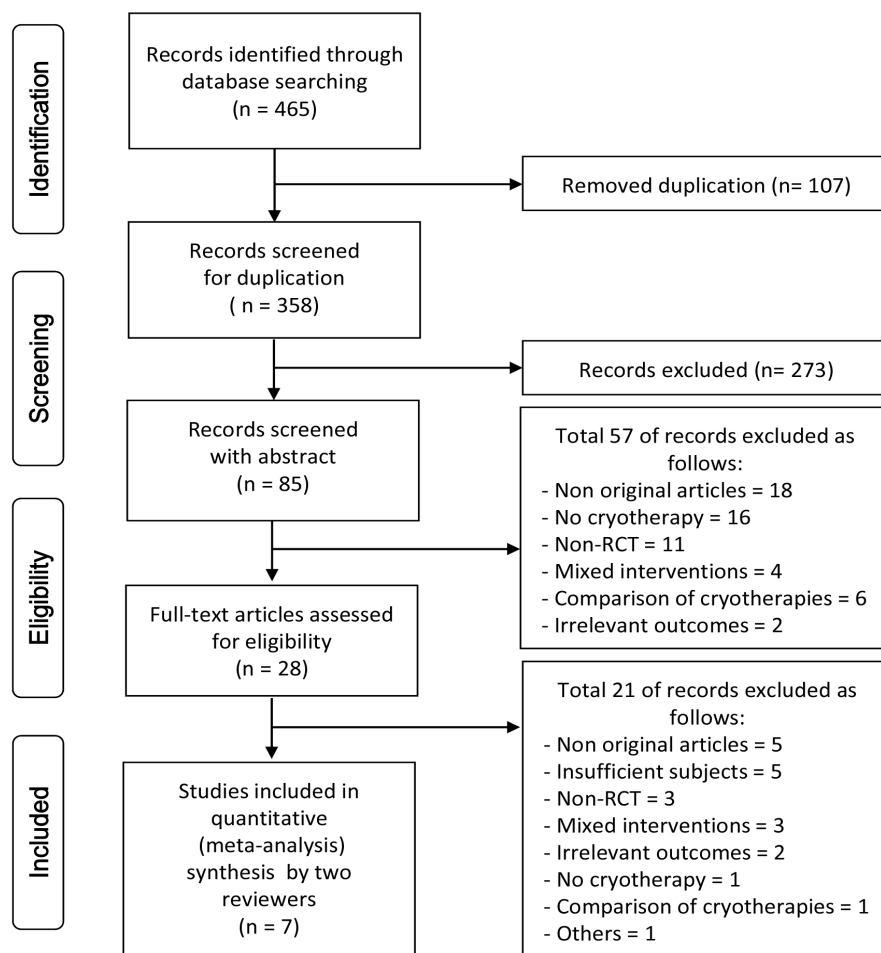 Identification
Records identified through
database searching
(n = 465)
Removed duplication (n= 107)
Records screened
for duplication
( n = 358)
Screening
Records excluded (n= 273)
Records screened
with abstract
(n = 85)
Total 57 of records excluded as
follows:
- Non original articles = 18
- No cryotherapy = 16
- Non-RCT = 11
- Mixed interventions = 4
- Comparison of cryotherapies = 6
- Irrelevant outcomes = 2
Eligibility
Full-text articles assessed
for eligibility
(n = 28)
Total 21 of records excluded as
follows:
- Non original articles = 5
- Insufficient subjects = 5
- Non-RCT = 3
- Mixed interventions = 3
- Irrelevant outcomes = 2
- No cryotherapy = 1
- Comparison of cryotherapies = 1
- Others = 1
Included
Studies included in
quantitative
(meta-analysis)
synthesis by two
reviewers
(n = 7)